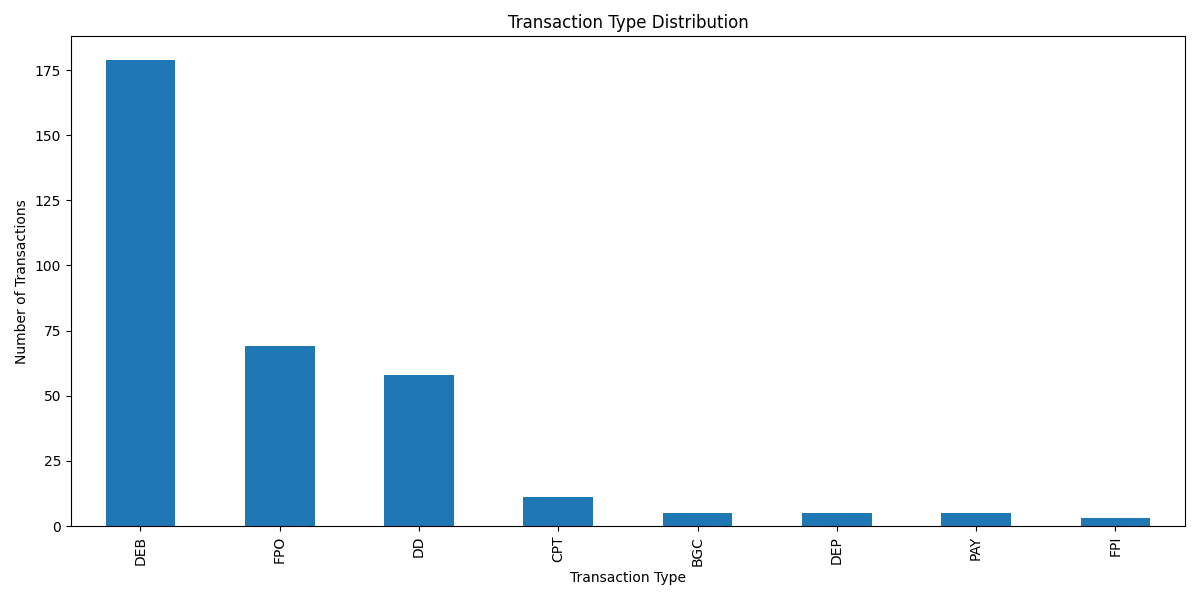 Transaction Type Distribution
Number of Transactions
175
150
125
100
75
50
25
0
DEB
FPO
DD
CPT
BGC
DEP
PAY
FPI
Transaction Type